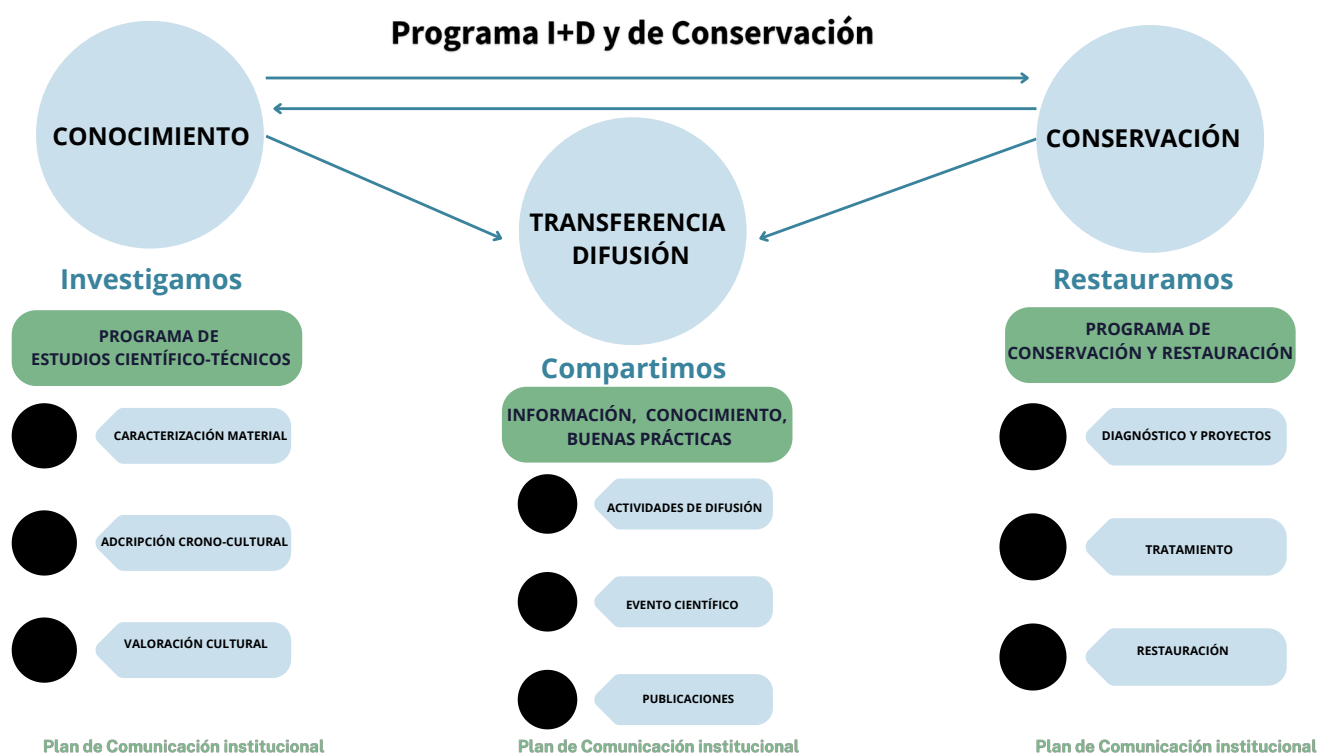 Programa I+D y de Conservación
CONOCIMIENTO
Investigamos
PROGRAMA DE
ESTUDIOS CIENTÍFICO-TÉCNICOS
CARACTERIZACIÓN MATERIAL
ADCRIPCIÓN CRONO-CULTURAL
VALORACIÓN CULTURAL
Plan de Comunicación institucional
TRANSFERENCIA
DIFUSIÓN
Compartimos
INFORMACIÓN, CONOCIMIENTO,
BUENAS PRÁCTICAS
ACTIVIDADES DE DIFUSIÓN
EVENTO CIENTÍFICO
PUBLICACIONES
Plan de Comunicación institucional
CONSERVACIÓN
Restauramos
PROGRAMA DE
CONSERVACIÓN Y RESTAURACIÓN
DIAGNÓSTICO Y PROYECTOS
TRATAMIENTO
RESTAURACIÓN
Plan de Comunicación institucional